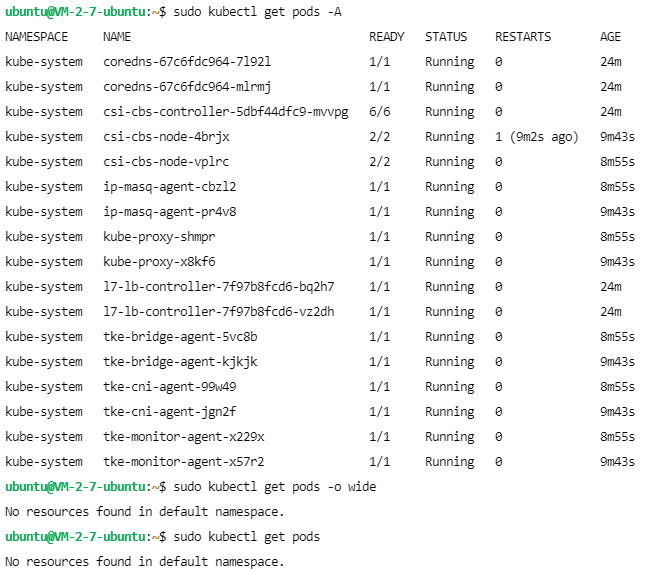 ubuntu@VM-2-7-ubuntu:~$ sudo kubectl get pods -A
NAMESPACE NAME READY STATUS RESTARTS AGE
kube-system coredns-67c6fdc964-7l92l 1/1 Running 0 24m
kube-system coredns-67c6fdc964-mlrmj 1/1 Running 0 24m
kube-system csi-cbs-controller-5dbf44dfc9-mvvpg 6/6 Running 0 24m
kube-system csi-cbs-node-4brjx 2/2 Running 1 (9m2s ago) 9m43s
kube-system csi-cbs-node-vplrc 2/2 Running 0 8m55s
kube-system ip-masq-agent-cbzl2 1/1 Running 0 8m55s
kube-system ip-masq-agent-pr4v8 1/1 Running 0 9m43s
kube-system kube-proxy-shmpr 1/1 Running 0 8m55s
kube-system kube-proxy-x8kf6 1/1 Running 0 9m43s
kube-system l7-lb-controller-7f97b8fcd6-bq2h7 1/1 Running 0 24m
kube-system l7-lb-controller-7f97b8fcd6-vz2dh 1/1 Running 0 24m
kube-system tke-bridge-agent-5vc8b 1/1 Running 0 8m55s
kube-system tke-bridge-agent-kjkjk 1/1 Running 0 9m43s
kube-system tke-cni-agent-99w49 1/1 Running 0 8m55s
kube-system tke-cni-agent-jgn2f 1/1 Running 0 9m43s
kube-system tke-monitor-agent-x229x 1/1 Running 0 8m55s
kube-system tke-monitor-agent-x57r2 1/1 Running 0 9m43s
ubuntu@VM-2-7-ubuntu:~$ sudo kubectl get pods -o wide
No resources found in default namespace.
ubuntu@VM-2-7-ubuntu:~$ sudo kubectl get pods
No resources found in default namespace.